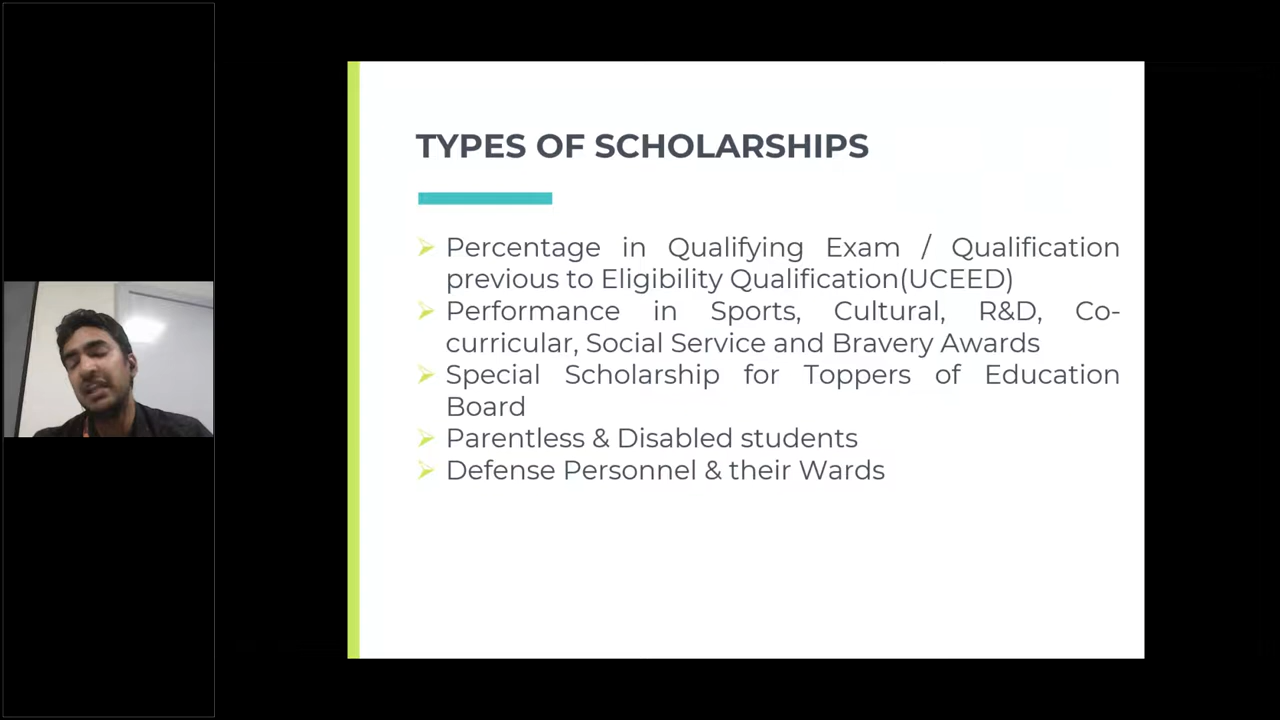 TYPES OF SCHOLARSHIPS
Percentage in Qualifying Exam / Qualification
previous to Eligibility Qualification(UCEED)
Performance in Sports, Cultural, R&D, Co-
curricular, Social Service and Bravery Awards
Special Scholarship for Toppers of Education
Board
Parentless & Disabled students
Defense Personnel & their Wards